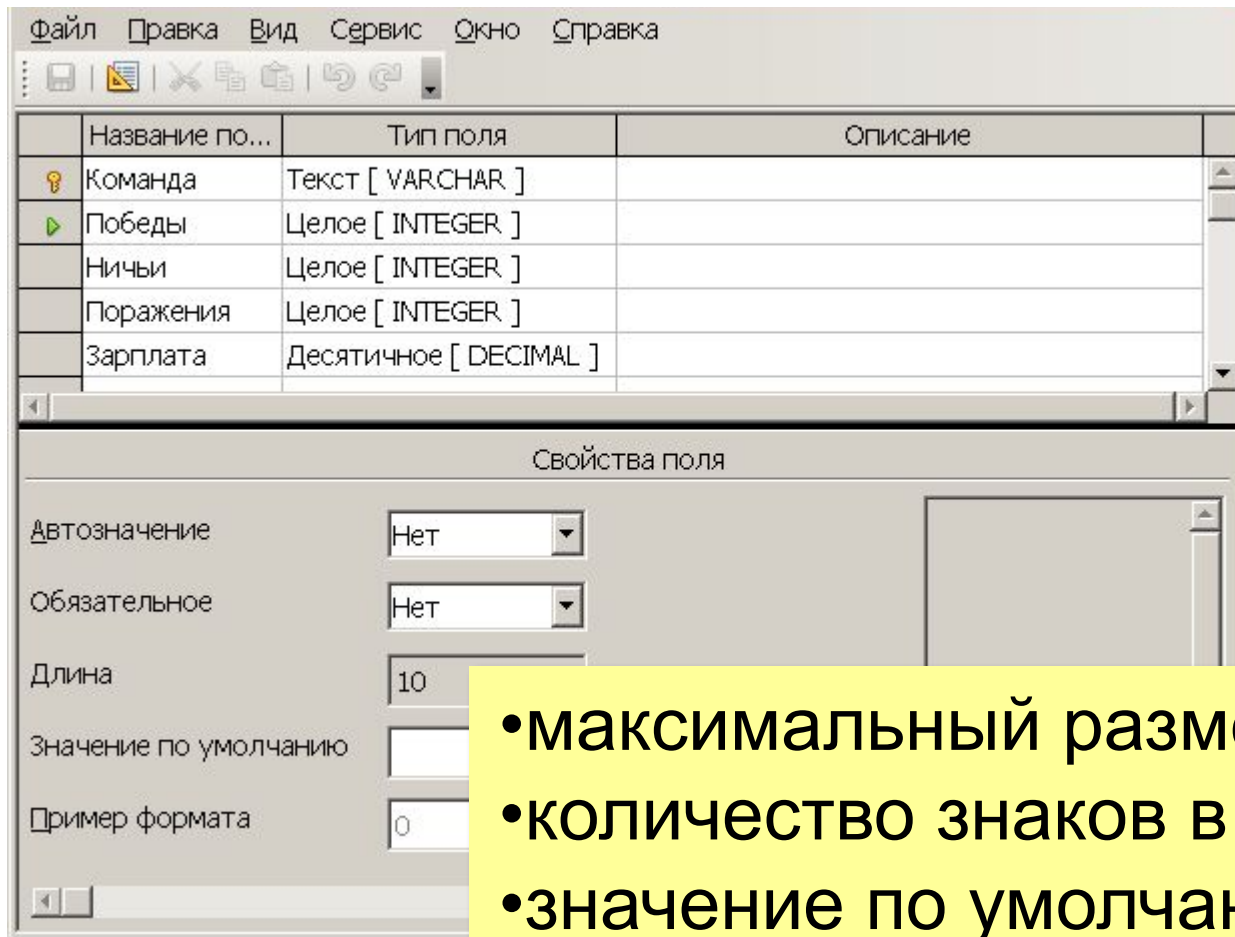 Файл Правка Вид Сервис Окно Справка
Название по... Тип поля Описание
Команда Текст [ VARCHAR ]
Победы Целое [ INTEGER ]
Ничьи Целое [ INTEGER ]
Поражения Целое [ INTEGER ]
Зарплата Десятичное [ DECIMAL ]
Свойства поля
Автозначение Нет
Обязательное Нет
Длина 10
Значение по умолчанию
Пример формата 0
•максимальный
•количество знаков в
•значение по